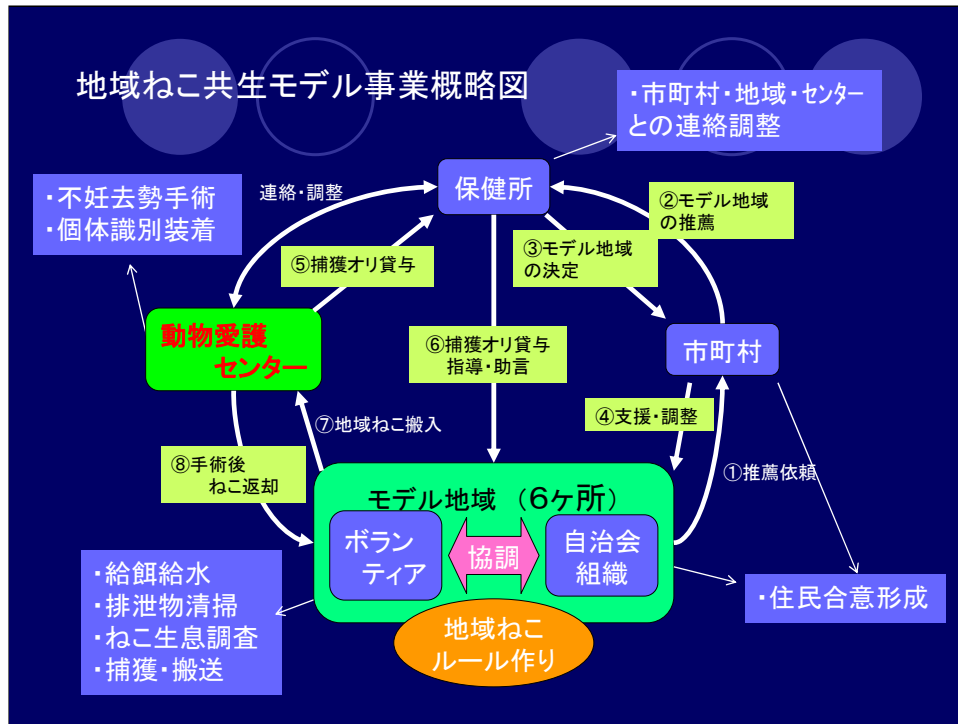 地域ねこ共生モデル事業概略図
・市町村・地域・センター
との連絡調整
・不妊去勢手術
・個体識別装着
連絡・調整
保健所
②モデル地域
の推薦
③モデル地域
の決定
⑤捕獲オリ貸与
動物愛護
センター
⑥捕獲オリ貸与
指導・助言
市町村
④支援・調整
⑦地域ねこ搬入
⑧手術後
ねこ返却
①推薦依頼
モデル地域 （６ヶ所）
ボラン
ティア
協調
自治会
組織
・給餌給水
・排泄物清掃
・ねこ生息調査
・捕獲・搬送
・住民合意形成
地域ねこ
ルール作り